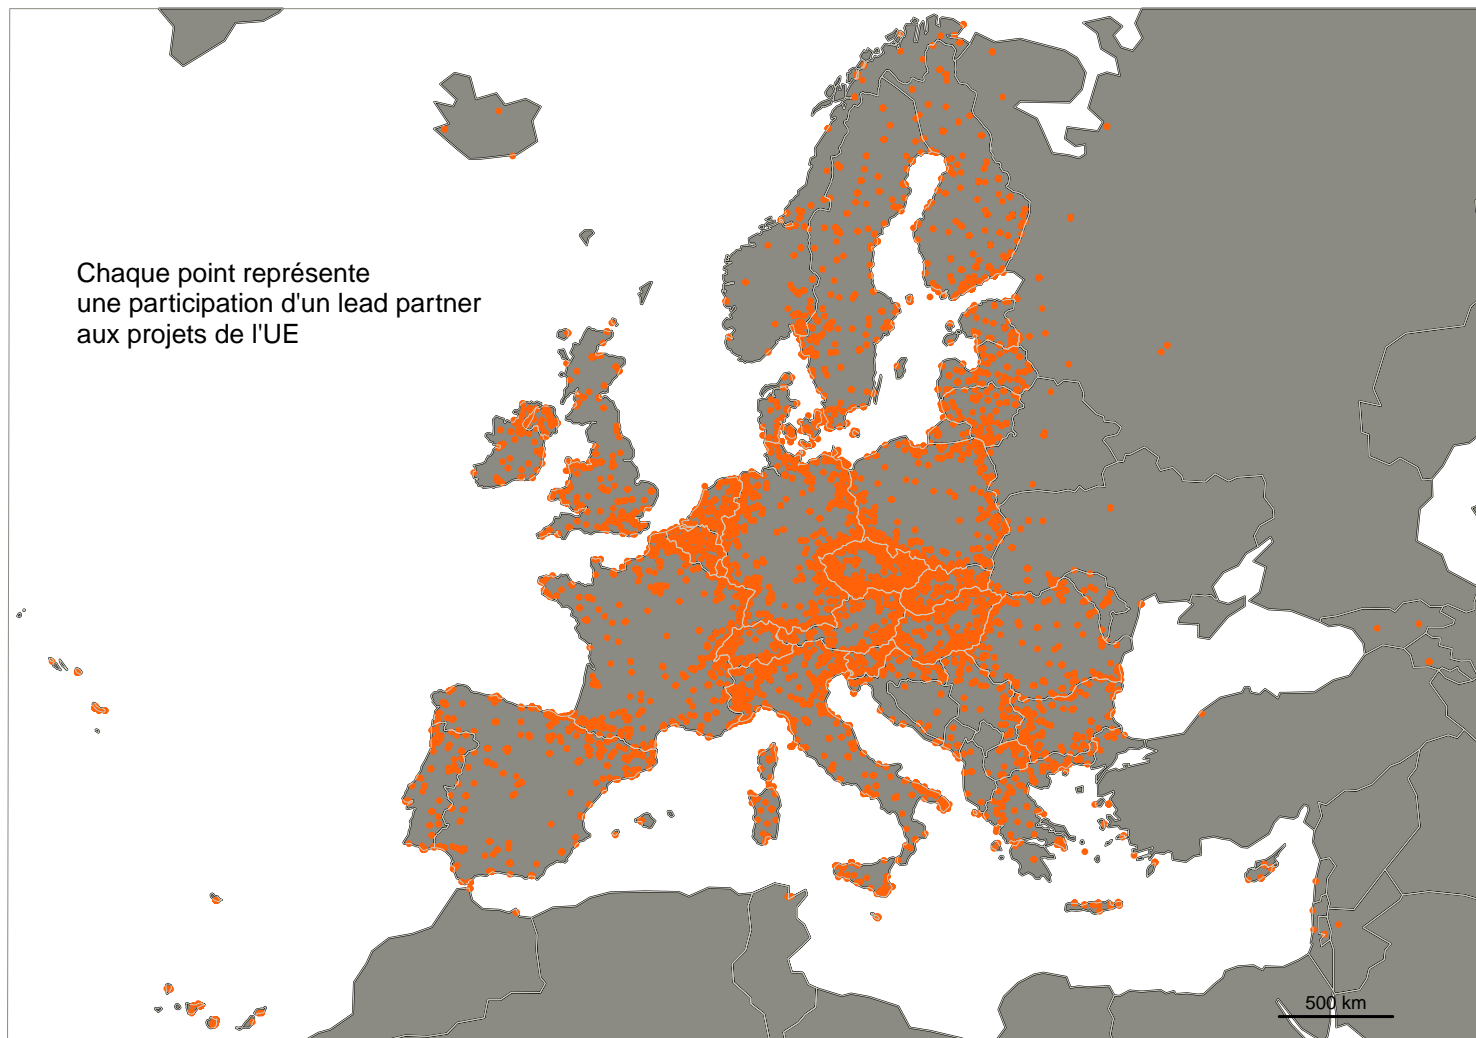 Chaque point représente
une participation d'un lead partner
aux projets de l'UE
500 km